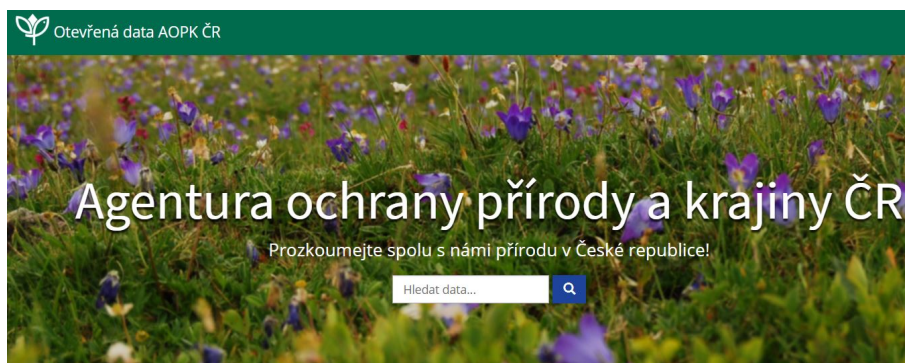 Otevřená data AOPK ČR
Agentura ochrany přírody a krajiny ČR
Prozkoumejte spolu s námi přírodu v České republice!
Hledat data...